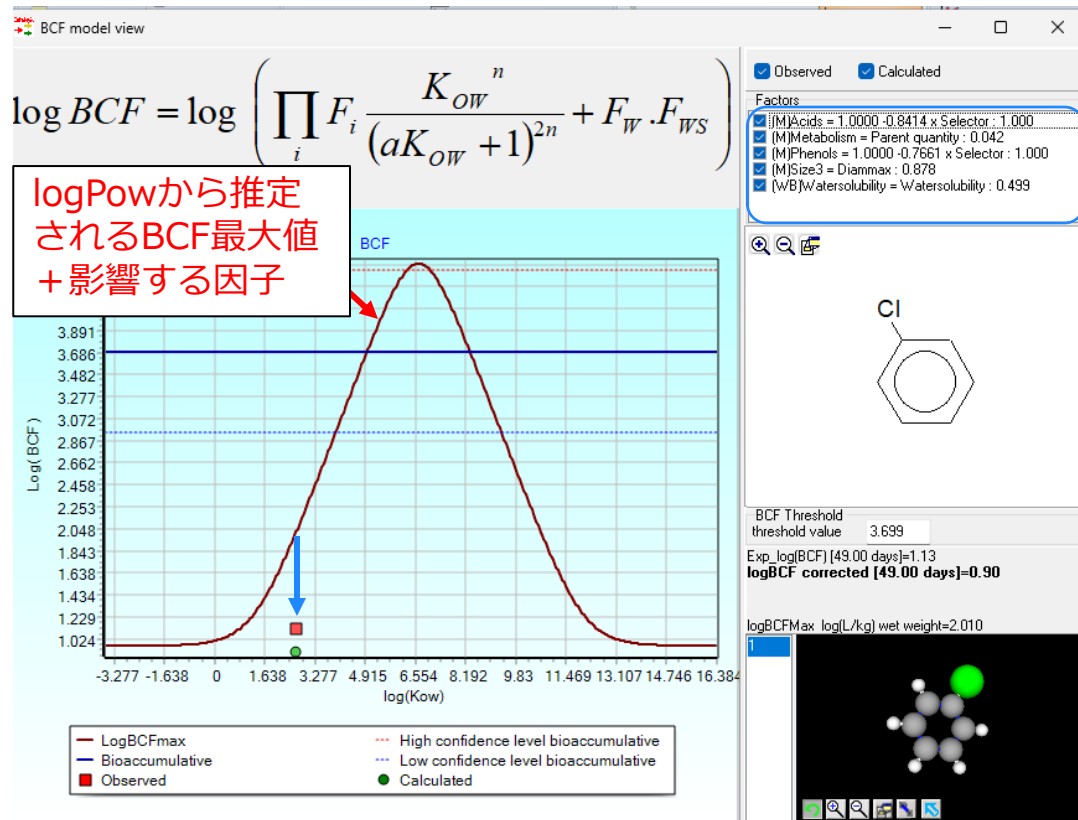 BCF model view
log BCF = log ( ∏ i F i K OW n / (aK OW + 1) 2n + F W . F WS )
logPowから推定
されるBCF最大値
＋影響する因子
BCF
3.891
3.686
3.482
3.277
3.072
2.867
2.662
2.458
2.253
2.048
1.843
1.638
1.434
1.229
1.024
Log( BCF )
-3.277 -1.638 0 1.638 3.277 4.915 6.554 8.192 9.83 11.469 13.107 14.746 16.384
log(Kow)
LogBCFmax
High confidence level bioaccumulative
Bioaccumulative
Low confidence level bioaccumulative
Observed
Calculated
Observed Calculated
Factors
(M)Acids = 1.0000 -0.8414 x Selector : 1.000
(M)Metabolism = Parent quantity : 0.042
(M)Phenols = 1.0000 -0.7661 x Selector : 1.000
(M)Size3 = Diammax : 0.878
(WB)Watersolubility = Watersolubility : 0.499
Cl
BCF Threshold
threshold value 3.699
Exp_log(BCF) [49.00 days]=1.13
logBCF corrected [49.00 days]=0.90
logBCFMax log(L/kg) wet weight=2.010
1